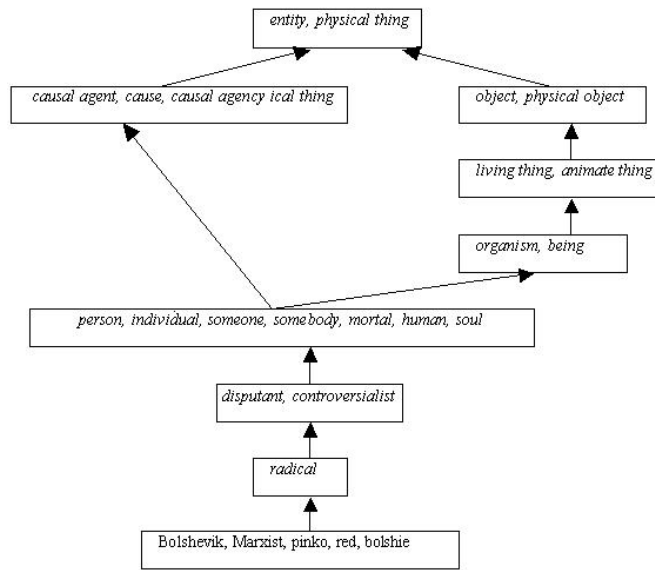 entity, physical thing
causal agent, cause, causal agency ical thing
object, physical object
living thing, animate thing
organism, being
person, individual, someone, somebody, mortal, human, soul
disputant, controversialist
radical
Bolshevik, Marxist, pinko, red, bolshie